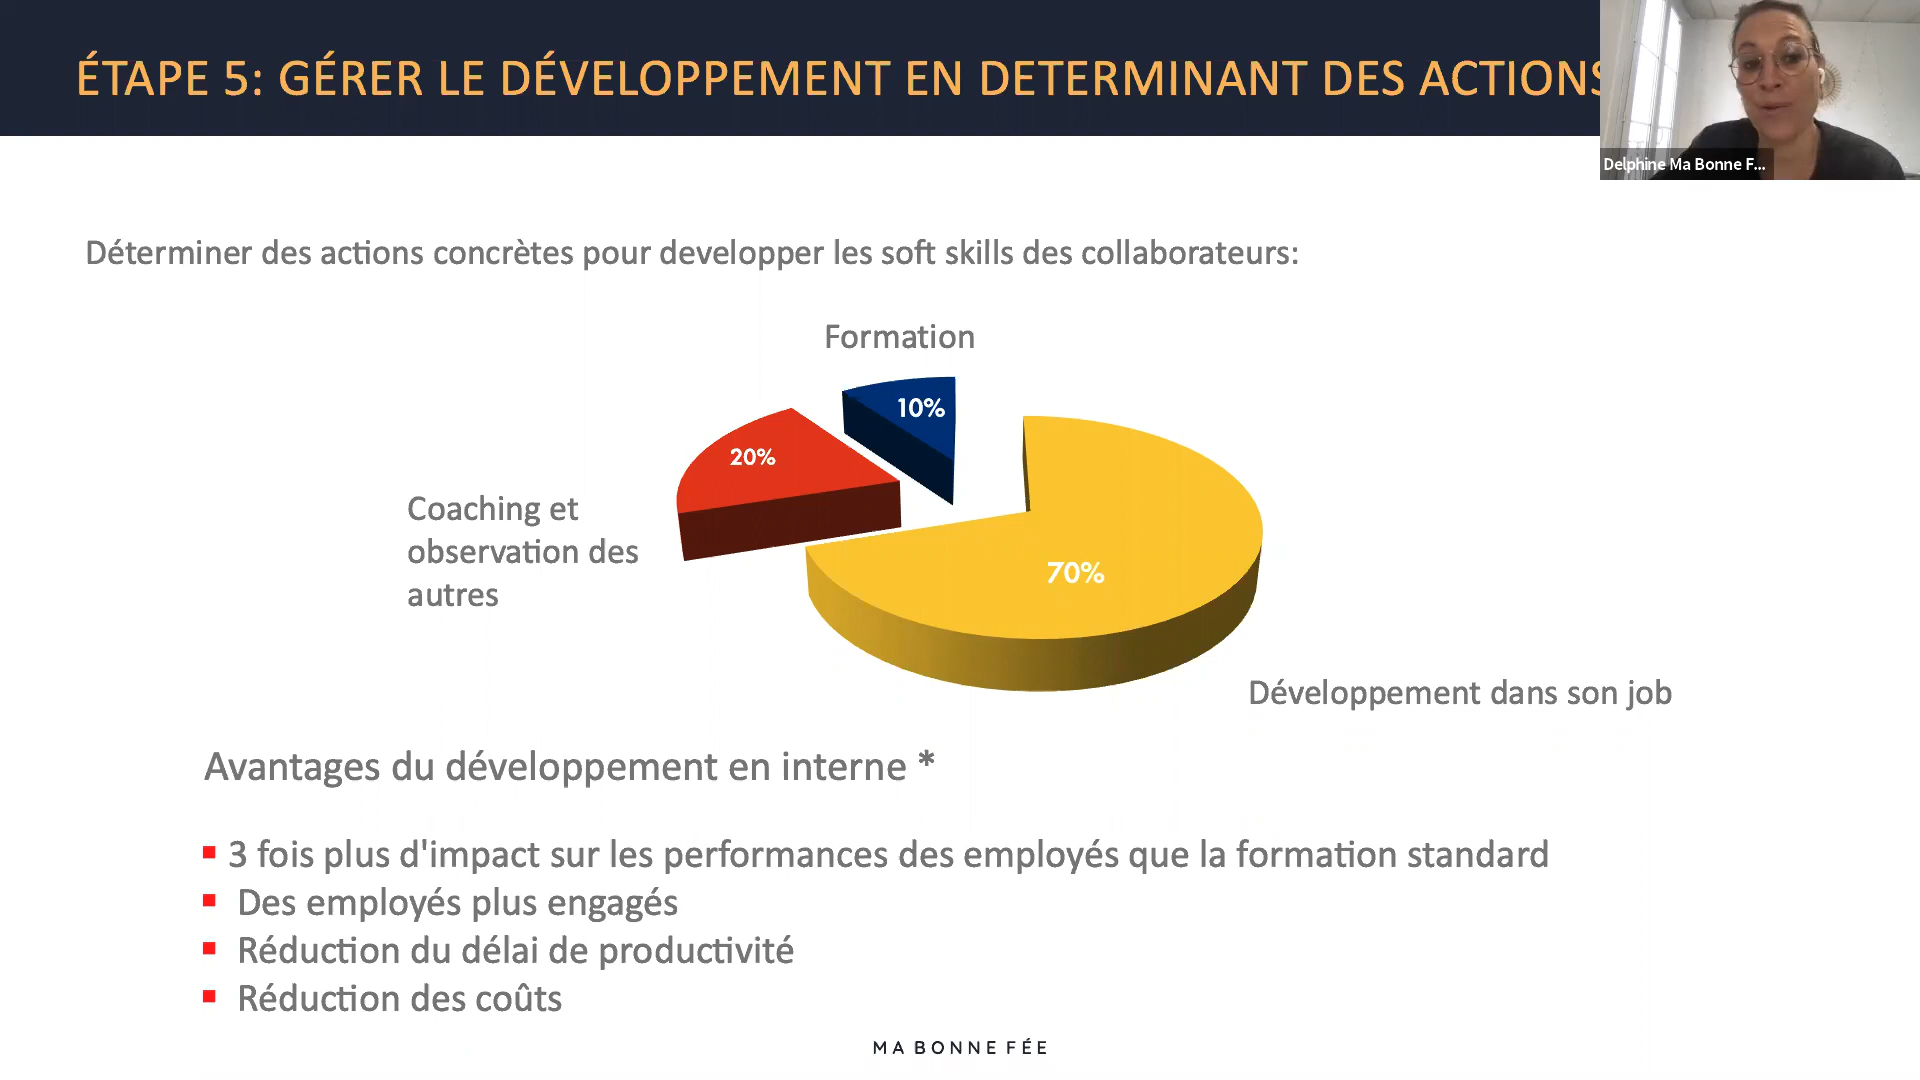 ÉTAPE 5: GÉRER LE DÉVELOPPEMENT EN DETERMINANT DES ACTIONS
Delphine Ma Bonne F...
Déterminer des actions concrètes pour developper les soft skills des collaborateurs:
Formation
10%
20%
Coaching et
observation des
autres
70%
Développement dans son job
Avantages du développement en interne *
3 fois plus d'impact sur les performances des employés que la formation standard
Des employés plus engagés
Réduction du délai de productivité
Réduction des coûts
MA BONNE FÉE